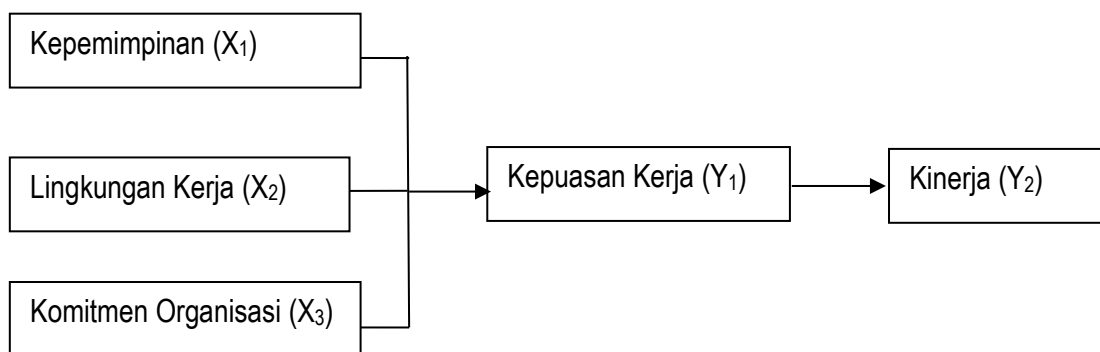 Kepemimpinan (X₁)
Lingkungan Kerja (X₂)
Komitmen Organisasi (X₃)
Kepuasan Kerja (Y₁)
Kinerja (Y₂)